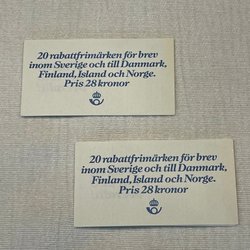 20 rabattfrimärken för brev
inom Sverige och till Danmark,
Finland, Island och Norge.
Pris 28 kronor
20 rabattfrimärken för brev
inom Sverige och till Danmark,
Finland, Island och Norge.
Pris 28 kronor